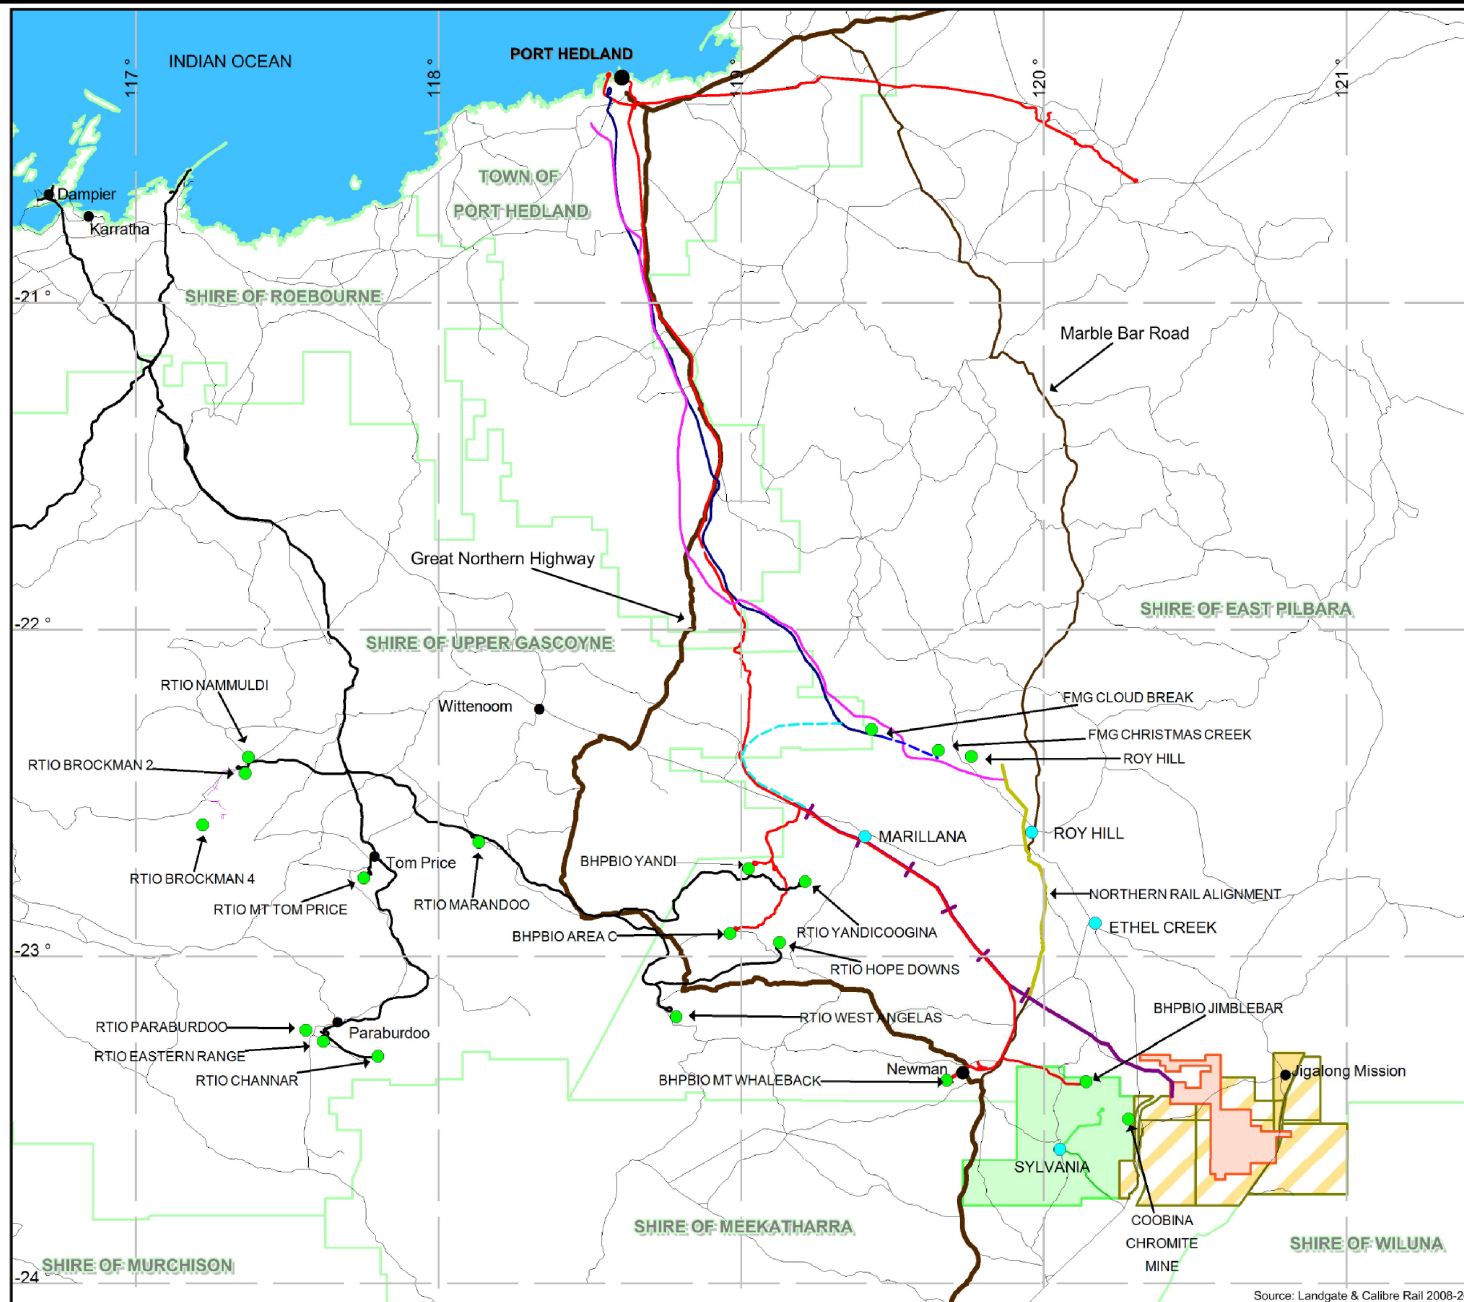 INDIAN OCEAN
PORT HEDLAND
117 °
118 °
119 °
120 °
121 °
Dampier
Karratha
TOWN OF
PORT HEDLAND
-21 °
SHIRE OF ROEBOURNE
Marble Bar Road
Great Northern Highway
SHIRE OF EAST PILBARA
-22 °
SHIRE OF UPPER GASCOYNE
RTIO NAMMULDI
Wittenoom
FMG CLOUD BREAK
FMG CHRISTMAS CREEK
ROY HILL
RTIO BROCKMAN 2
MARILLANA
ROY HILL
Tom Price
BHPBIO YANDI
RTIO BROCKMAN 4
RTIO MT TOM PRICE
RTIO MARANDOO
NORTHERN RAIL ALIGNMENT
ETHEL CREEK
BHPBIO AREA C
RTIO YANDICOOGINA
-23 °
RTIO HOPE DOWNS
BHPBIO JIMBLEBAR
RTIO PARABURDOO
Paraburdoo
RTIO WEST ANGELAS
RTIO EASTERN RANGE
RTIO CHANNAR
BHPBIO MT WHALEBACK
Newman
Jigalong Mission
SYLVANIA
COOBINA
CHROMITE
MINE
SHIRE OF MEEKATHARRA
SHIRE OF WILUNA
SHIRE OF MURCHISON
-24 °
Source: Landgate & Calibre Rail 2008-2